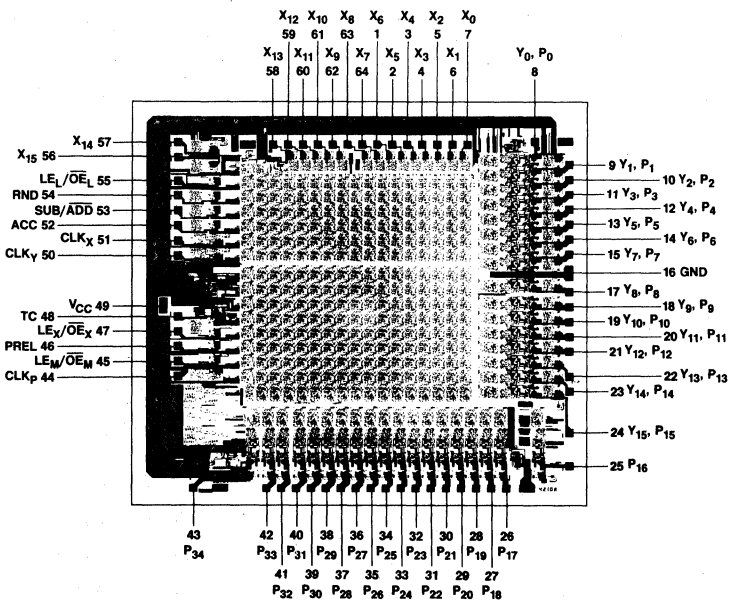 X12 X10 X8 X6 X4 X2 X0
59 61 63 1 3 5 7
X13 X11 X9 X7 X5 X3 X1 Y0, P0
58 60 62 64 2 4 6 8
X14 57
X15 56
LEL/OEL 55
RND 54
SUB/ADD 53
ACC 52
CLKX 51
CLKY 50
VCC 49
TC 48
LEX/OEX 47
PREL 46
LEM/OEM 45
CLKP 44
9 Y1, P1
10 Y2, P2
11 Y3, P3
12 Y4, P4
13 Y5, P5
14 Y6, P6
15 Y7, P7
16 GND
17 Y8, P8
18 Y9, P9
19 Y10, P10
20 Y11, P11
21 Y12, P12
22 Y13, P13
23 Y14, P14
24 Y15, P15
25 P16
43 42 40 38 36 34 32 30 28 26
P34 P33 P31 P29 P27 P25 P23 P21 P19 P17
41 39 37 35 33 31 29 27
P32 P30 P28 P26 P24 P22 P20 P18